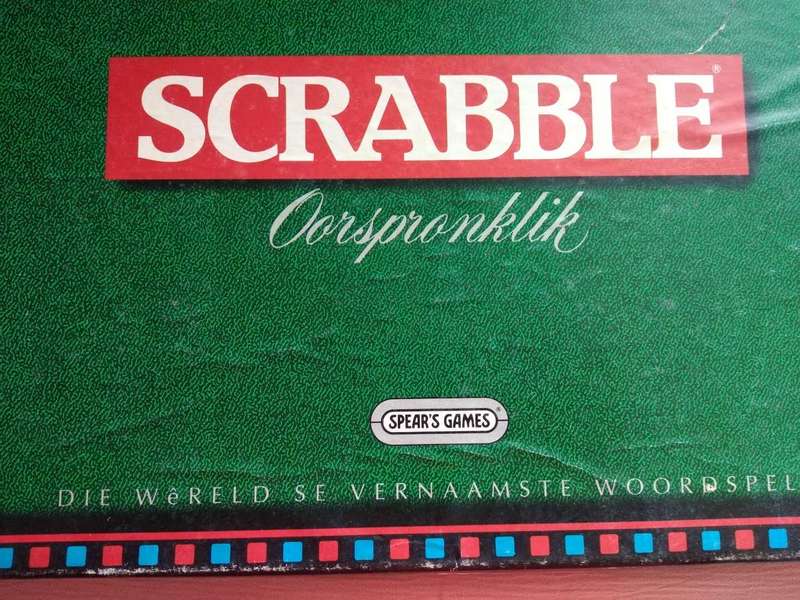 SCRABBLE®
Oorspronklik
SPEAR'S GAMES®
DIE WêRELD SE VERNAAMSTE WOORDSPEL